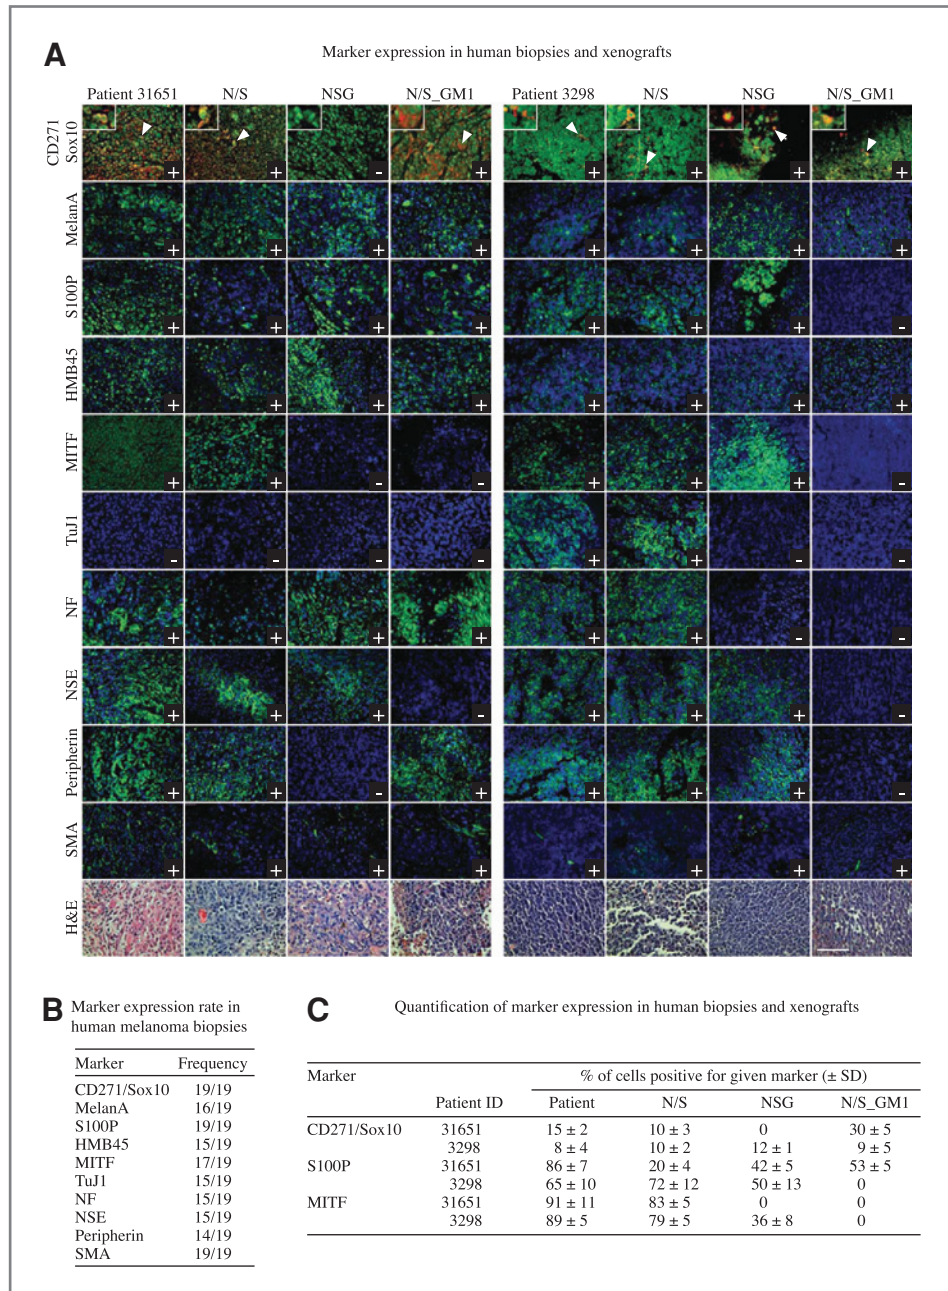 A Marker expression in human biopsies and xenografts
Patient 31651 N/S NSG N/S_GM1 Patient 3298 N/S NSG N/S_GM1
CD271
Sox10 + + - + + + + +
MelanA + + + + + + + +
S100P + + + + + + + -
HMB45 + + + + + + + +
MITF + + - - + + + -
TuJ1 - - - - + + - -
NF + + + + + + - -
NSE + + + - + + + -
Peripherin + + - + + + + -
SMA + + + + + + + +
H&E
B Marker expression rate in
human melanoma biopsies
Marker Frequency
CD271/Sox10 19/19
MelanA 16/19
S100P 19/19
HMB45 15/19
MITF 17/19
TuJ1 15/19
NF 15/19
NSE 15/19
Peripherin 14/19
SMA 19/19
C Quantification of marker expression in human biopsies and xenografts
Marker % of cells positive for given marker (± SD)
Patient ID Patient N/S NSG N/S_GM1
CD271/Sox10 31651 15 ± 2 10 ± 3 0 30 ± 5
3298 8 ± 4 10 ± 2 12 ± 1 9 ± 5
S100P 31651 86 ± 7 20 ± 4 42 ± 5 53 ± 5
3298 65 ± 10 72 ± 12 50 ± 13 0
MITF 31651 91 ± 11 83 ± 5 0 0
3298 89 ± 5 79 ± 5 36 ± 8 0